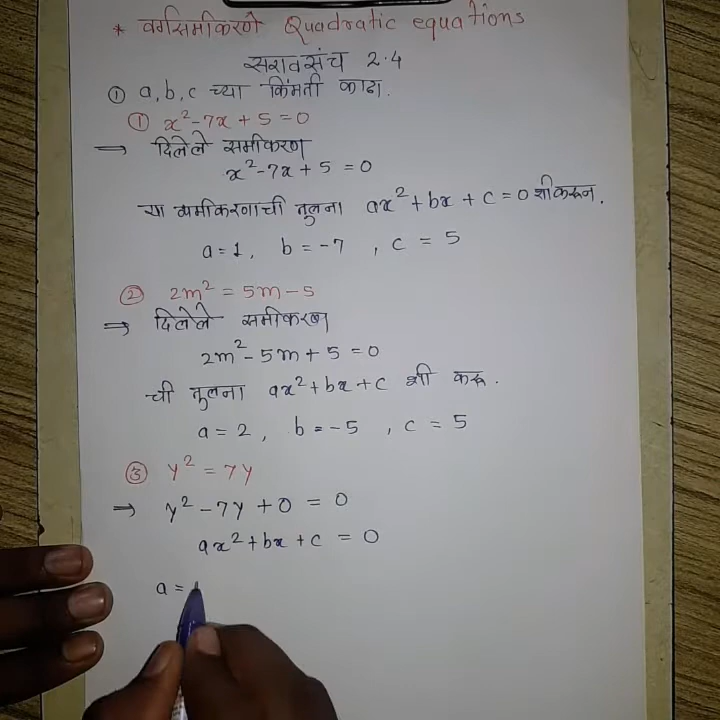 * वर्गसमीकरणे Quadratic equations
सरावसंच 2.4
① a, b, c च्या किंमती काढा.
① x² - 7x + 5 = 0
⇒ दिलेले समीकरण
x² - 7x + 5 = 0
या समीकरणाची तुलना ax² + bx + c = 0 शी करून.
a = 1, b = -7 , c = 5
② 2m² = 5m - 5
⇒ दिलेले समीकरण
2m² - 5m + 5 = 0
ची तुलना ax² + bx + c शी करू.
a = 2, b = -5 , c = 5
③ y² = 7y
⇒ y² - 7y + 0 = 0
ax² + bx + c = 0
a =